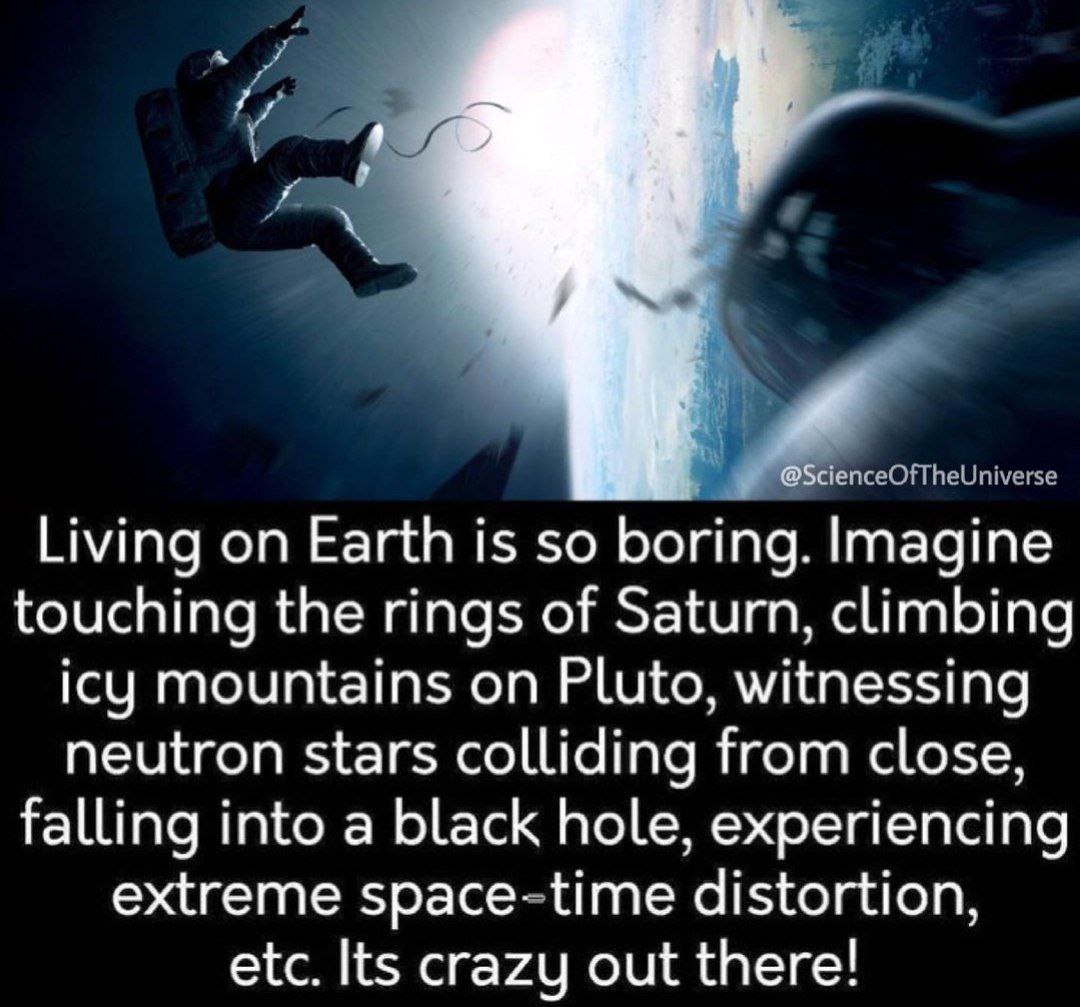 @ScienceOfTheUniverse
Living on Earth is so boring. Imagine
touching the rings of Saturn, climbing
icy mountains on Pluto, witnessing
neutron stars colliding from close,
falling into a black hole, experiencing
extreme space-time distortion,
etc. Its crazy out there!